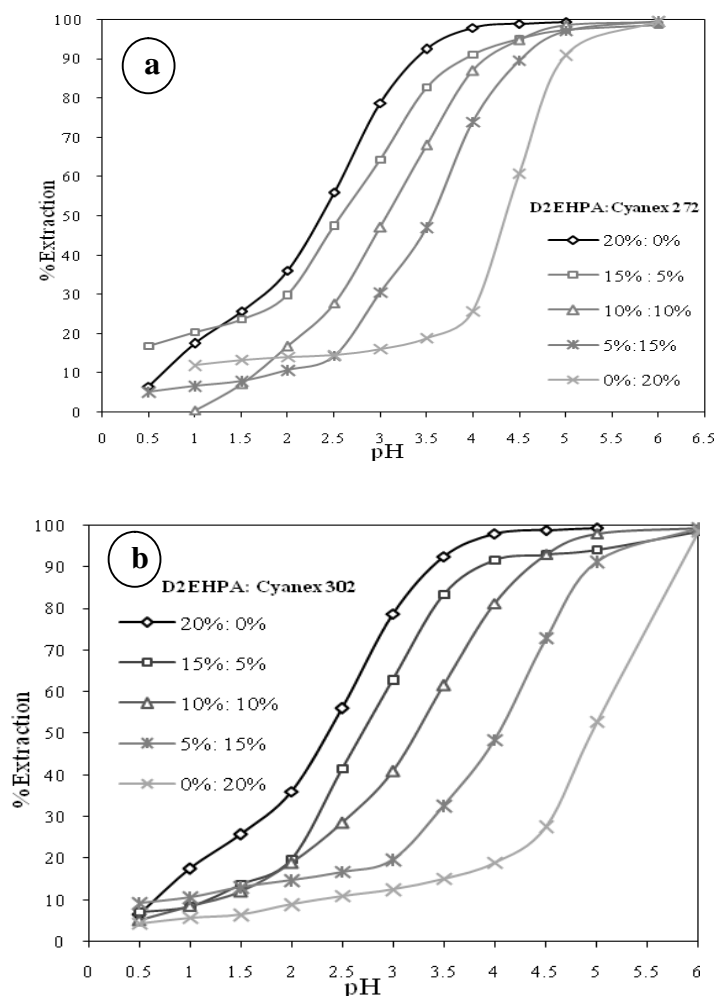 a
100
90
80
70
60
50
40
30
20
10
0
%Extraction
D2EHPA: Cyanex 272
20%: 0%
15% : 5%
10% :10%
5%:15%
0%: 20%
0 0.5 1 1.5 2 2.5 3 3.5 4 4.5 5 5.5 6 6.5
pH
b
100
90
80
70
60
50
40
30
20
10
0
%Extraction
D2EHPA: Cyanex 302
20%: 0%
15%: 5%
10%: 10%
5%: 15%
0%: 20%
0 0.5 1 1.5 2 2.5 3 3.5 4 4.5 5 5.5 6
pH